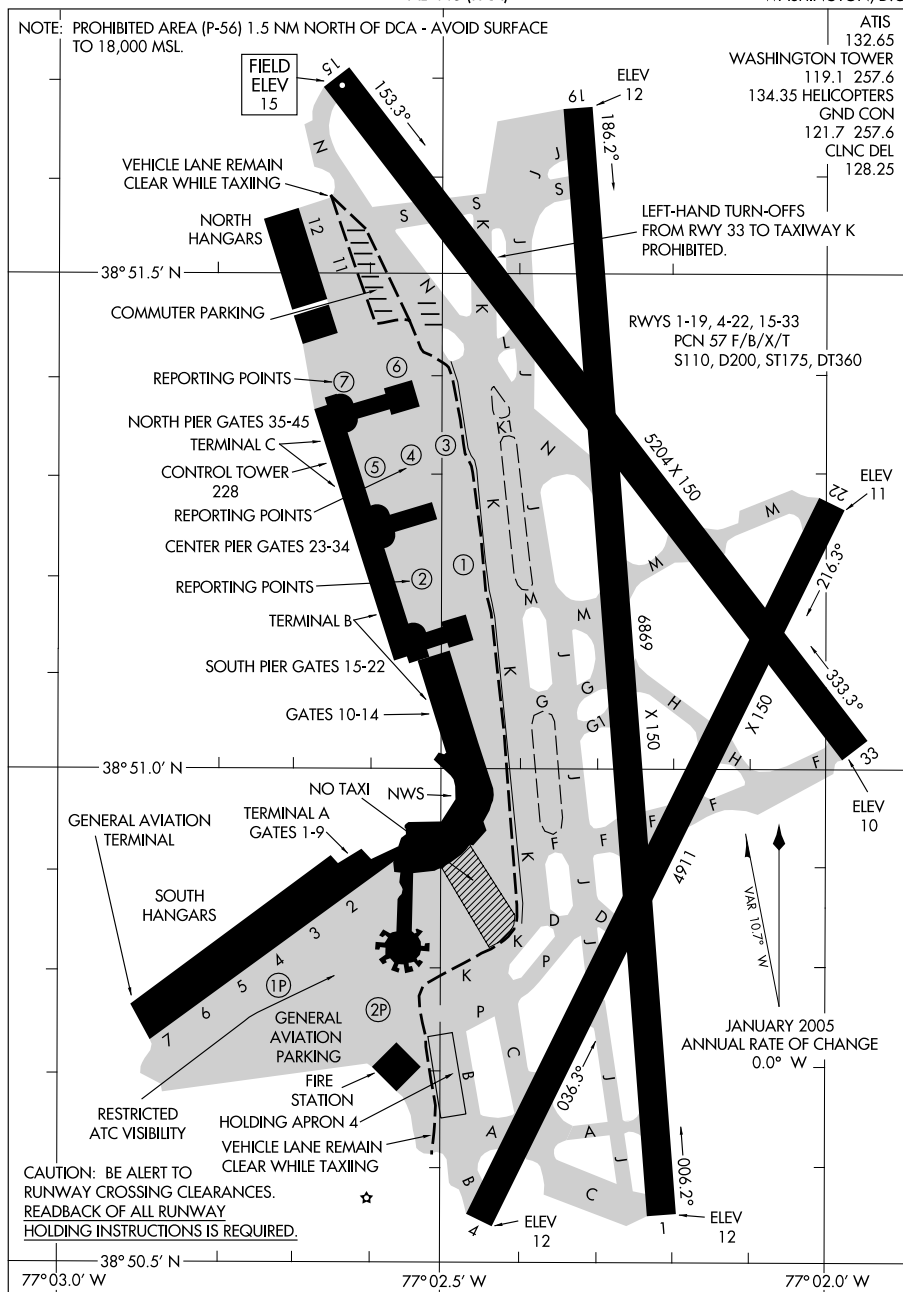 NOTE: PROHIBITED AREA (P-56) 1.5 NM NORTH OF DCA - AVOID SURFACE
TO 18,000 MSL.
ATIS
132.65
WASHINGTON TOWER
119.1 257.6
134.35 HELICOPTERS
GND CON
121.7 257.6
CLNC DEL
128.25
FIELD
ELEV
15
15
153.3°
ELEV
12
19
186.2°
VEHICLE LANE REMAIN
CLEAR WHILE TAXIING
NORTH
HANGARS
12
11
N
S
S
K
J
J
J
S
LEFT-HAND TURN-OFFS
FROM RWY 33 TO TAXIWAY K
PROHIBITED.
38°51.5' N
COMMUTER PARKING
N
K
L
J
RWYS 1-19, 4-22, 15-33
PCN 57 F/B/X/T
S110, D200, ST175, DT360
REPORTING POINTS
7
6
NORTH PIER GATES 35-45
TERMINAL C
CONTROL TOWER
228
5
4
3
K1
N
5204 X 150
REPORTING POINTS
K
J
CENTER PIER GATES 23-34
M
22
ELEV
11
REPORTING POINTS
2
1
M
M
M
216.3°
TERMINAL B
6869
X 150
SOUTH PIER GATES 15-22
K
J
G
G
G1
H
H
333.3°
GATES 10-14
4911
X 150
38°51.0' N
J
F
33
ELEV
10
NO TAXI
NWS
TERMINAL A
GATES 1-9
GENERAL AVIATION
TERMINAL
K
F
F
F
F
J
SOUTH
HANGARS
2
3
4
5
6
7
1P
2P
D
D
J
K
P
K
P
VAR 10.7° W
JANUARY 2005
ANNUAL RATE OF CHANGE
0.0° W
GENERAL
AVIATION
PARKING
FIRE
STATION
B
C
036.3°
J
RESTRICTED
ATC VISIBILITY
HOLDING APRON 4
A
A
J
VEHICLE LANE REMAIN
CLEAR WHILE TAXIING
B
C
006.2°
CAUTION: BE ALERT TO
RUNWAY CROSSING CLEARANCES.
READBACK OF ALL RUNWAY
HOLDING INSTRUCTIONS IS REQUIRED.
4
ELEV
12
1
ELEV
12
38°50.5' N
77°03.0' W
77°02.5' W
77°02.0' W